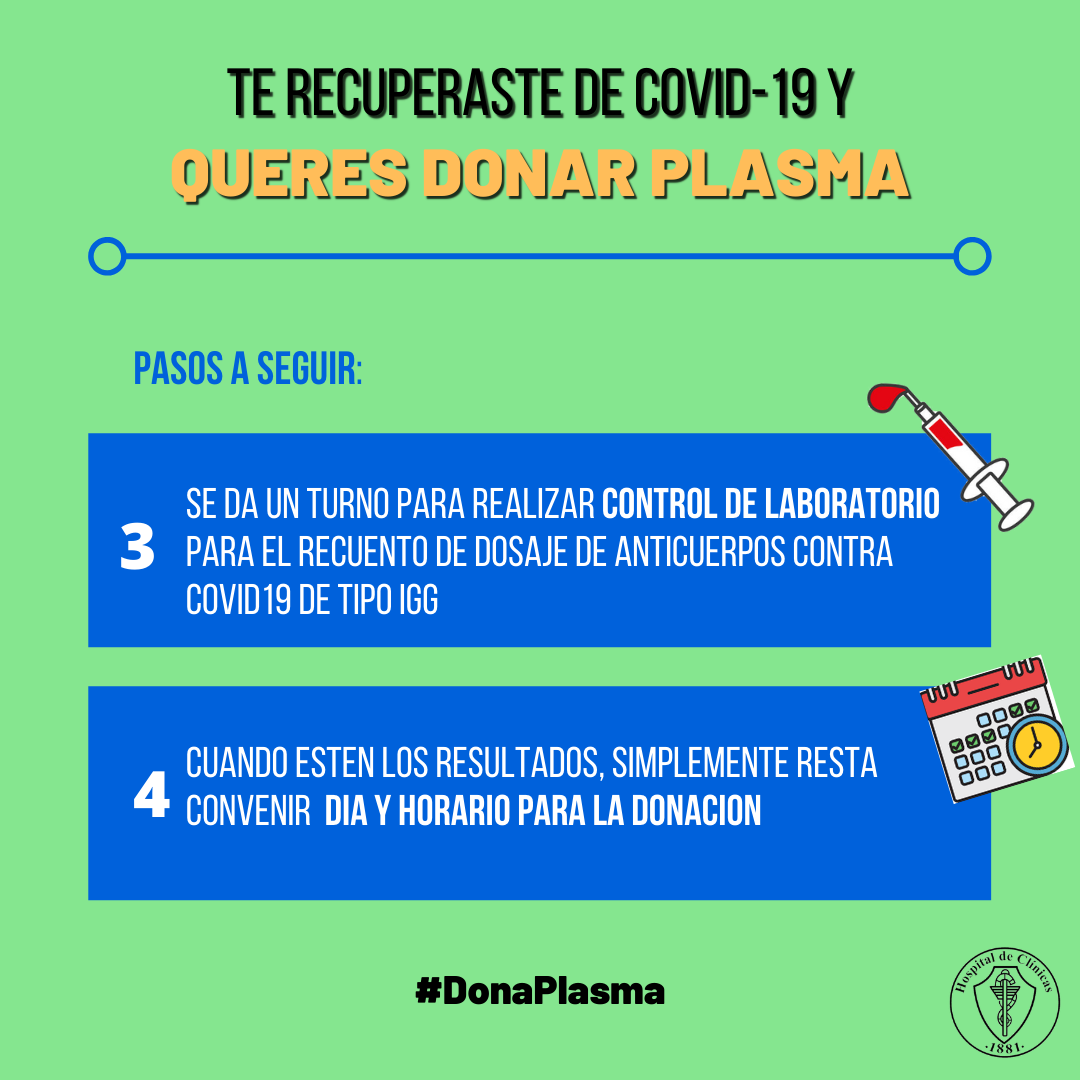 TE RECUPERASTE DE COVID-19 Y
QUERES DONAR PLASMA
PASOS A SEGUIR:
3
SE DA UN TURNO PARA REALIZAR CONTROL DE LABORATORIO
PARA EL RECUENTO DE DOSAJE DE ANTICUERPOS CONTRA
COVID19 DE TIPO IGG
4
CUANDO ESTEN LOS RESULTADOS, SIMPLEMENTE RESTA
CONVENIR DIA Y HORARIO PARA LA DONACION
#DonaPlasma
Hospital de Clínicas
·1881·